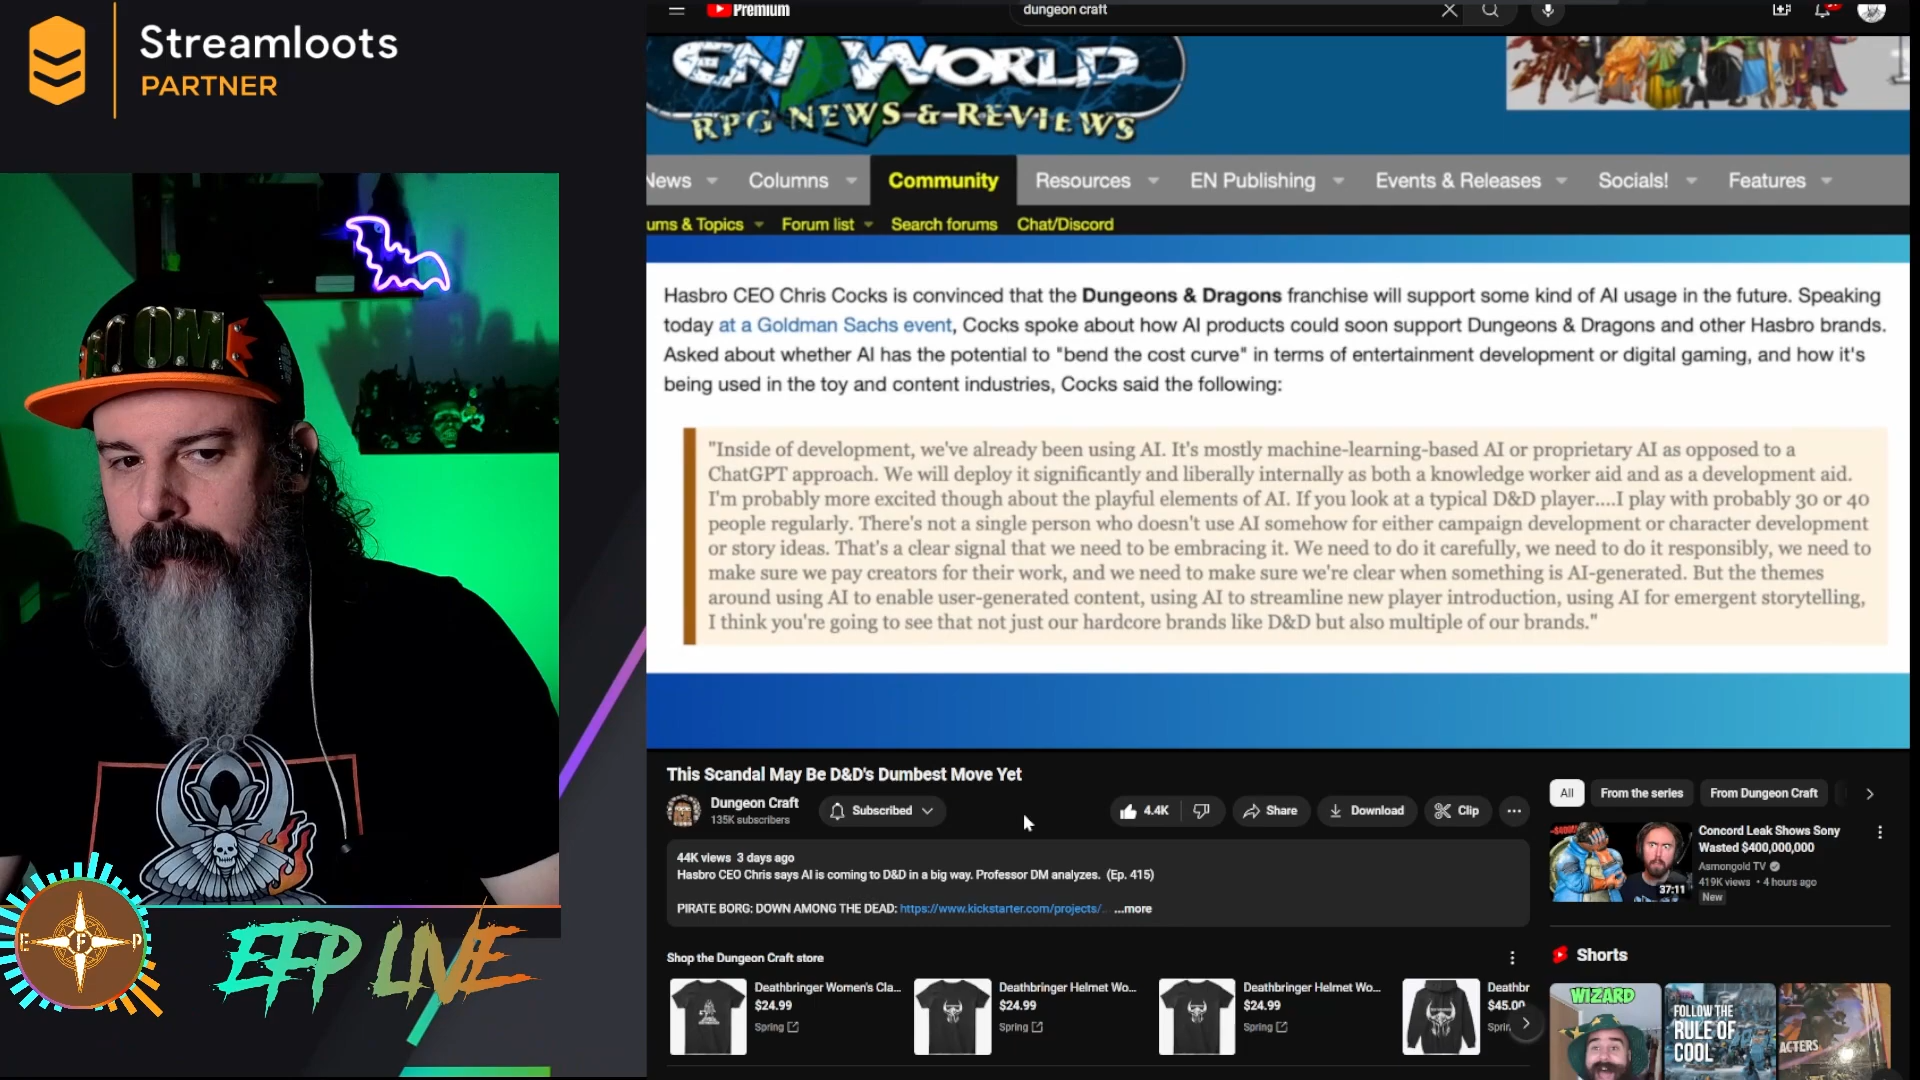 Streamloots
PARTNER
Premium
dungeon craft
EN WORLD
RPG NEWS & REVIEWS
News
Columns
Community
Resources
EN Publishing
Events & Releases
Socials!
Features
ums & Topics
Forum list
Search forums
Chat/Discord
Hasbro CEO Chris Cocks is convinced that the Dungeons & Dragons franchise will support some kind of AI usage in the future. Speaking
today at a Goldman Sachs event, Cocks spoke about how AI products could soon support Dungeons & Dragons and other Hasbro brands.
Asked about whether AI has the potential to "bend the cost curve" in terms of entertainment development or digital gaming, and how it's
being used in the toy and content industries, Cocks said the following:
"Inside of development, we've already been using AI. It's mostly machine-learning-based AI or proprietary AI as opposed to a
ChatGPT approach. We will deploy it significantly and liberally internally as both a knowledge worker aid and as a development aid.
I'm probably more excited though about the playful elements of AI. If you look at a typical D&D player....I play with probably 30 or 40
people regularly. There's not a single person who doesn't use AI somehow for either campaign development or character development
or story ideas. That's a clear signal that we need to be embracing it. We need to do it carefully, we need to do it responsibly, we need to
make sure we pay creators for their work, and we need to make sure we're clear when something is AI-generated. But the themes
around using AI to enable user-generated content, using AI to streamline new player introduction, using AI for emergent storytelling,
I think you're going to see that not just our hardcore brands like D&D but also multiple of our brands."
This Scandal May Be D&D's Dumbest Move Yet
Dungeon Craft
135K subscribers
Subscribed
4.4K
Share
Download
Clip
44K views 3 days ago
Hasbro CEO Chris says AI is coming to D&D in a big way. Professor DM analyzes. (Ep. 415)
PIRATE BORG: DOWN AMONG THE DEAD: https://www.kickstarter.com/projects/... ...more
Shop the Dungeon Craft store
Deathbringer Women's Cla...
$24.99
Spring
Deathbringer Helmet Wo...
$24.99
Spring
Deathbringer Helmet Wo...
$24.99
Spring
Deathbr
$45.00
Sprin
All
From the series
From Dungeon Craft
Concord Leak Shows Sony
Wasted $400,000,000
Asmongold TV
419K views • 4 hours ago
New
37:11
Shorts
WIZARD
FOLLOW THE
RULE OF
COOL
ACTERS
E F P
EFP LIVE